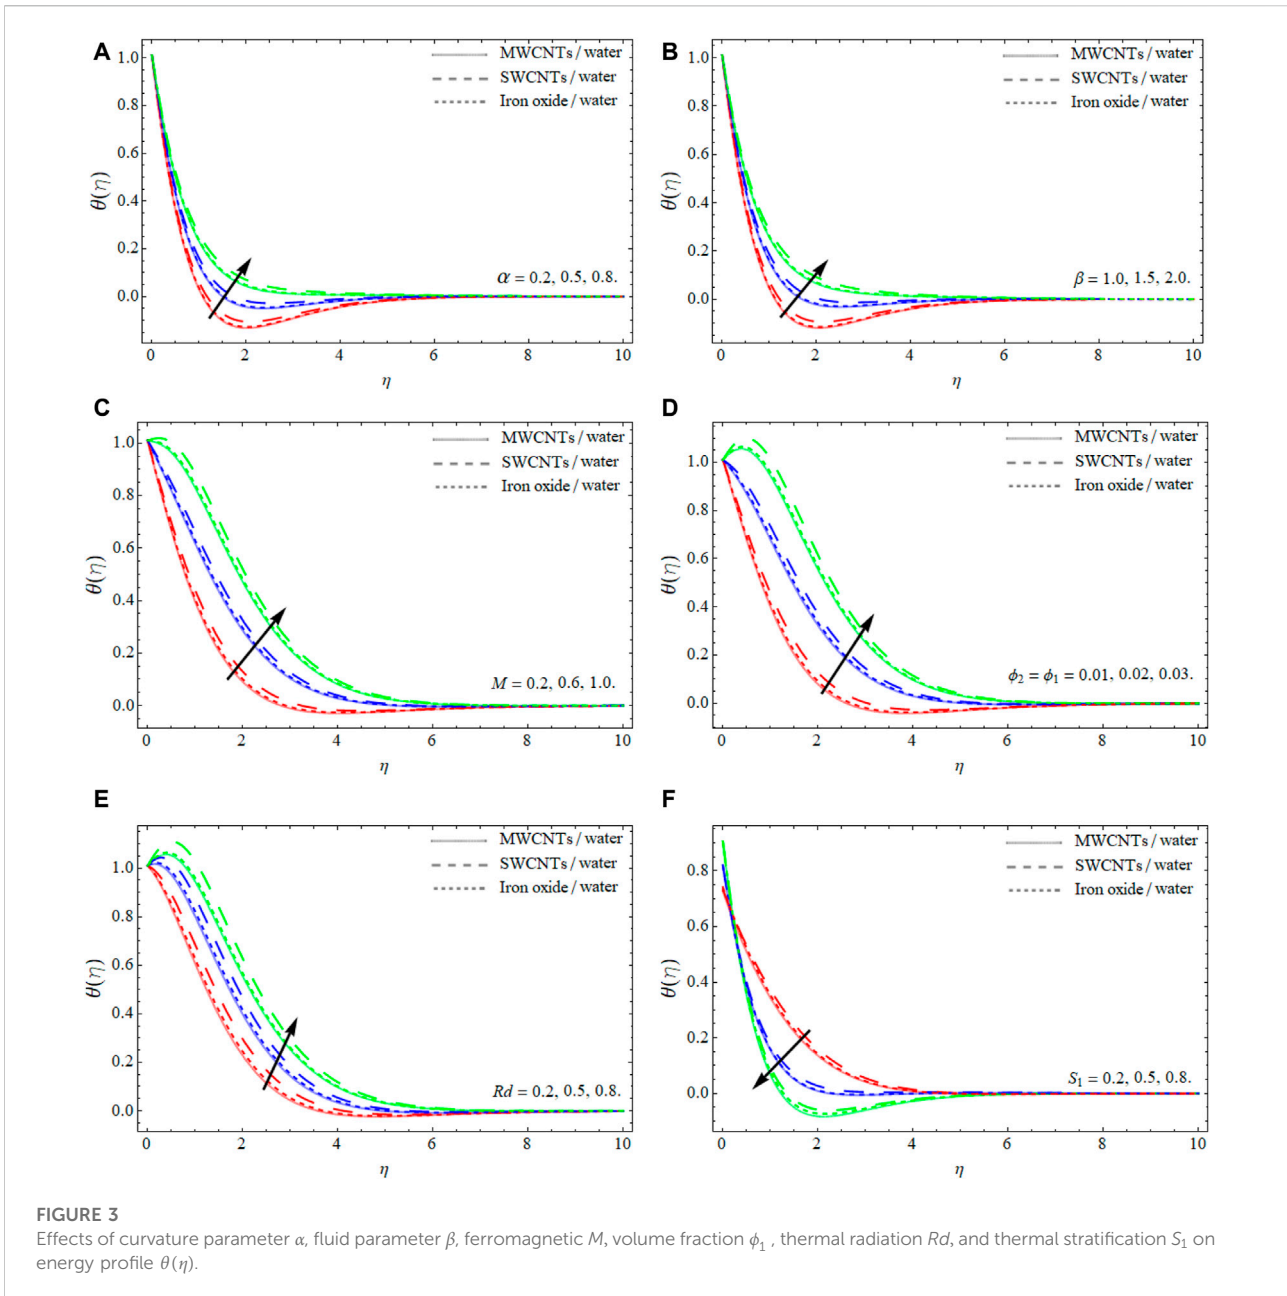 A
MWCNTs/water
SWCNTs/water
Iron oxide/water
1.0
0.8
0.6
0.4
0.2
0.0
θ(η)
α = 0.2, 0.5, 0.8.
0 2 4 6 8 10
η
B
MWCNTs/water
SWCNTs/water
Iron oxide/water
1.0
0.8
0.6
0.4
0.2
0.0
θ(η)
β = 1.0, 1.5, 2.0.
0 2 4 6 8 10
η
C
MWCNTs/water
SWCNTs/water
Iron oxide/water
1.0
0.8
0.6
0.4
0.2
0.0
θ(η)
M = 0.2, 0.6, 1.0.
0 2 4 6 8 10
η
D
MWCNTs/water
SWCNTs/water
Iron oxide/water
1.0
0.8
0.6
0.4
0.2
0.0
θ(η)
ϕ₂ = ϕ₁ = 0.01, 0.02, 0.03.
0 2 4 6 8 10
η
E
MWCNTs/water
SWCNTs/water
Iron oxide/water
1.0
0.8
0.6
0.4
0.2
0.0
θ(η)
Rd = 0.2, 0.5, 0.8.
0 2 4 6 8 10
η
F
MWCNTs/water
SWCNTs/water
Iron oxide/water
0.8
0.6
0.4
0.2
0.0
θ(η)
S₁ = 0.2, 0.5, 0.8.
0 2 4 6 8 10
η
FIGURE 3
Effects of curvature parameter α, fluid parameter β, ferromagnetic M, volume fraction ϕ₁ , thermal radiation Rd, and thermal stratification S₁ on
energy profile θ(η).